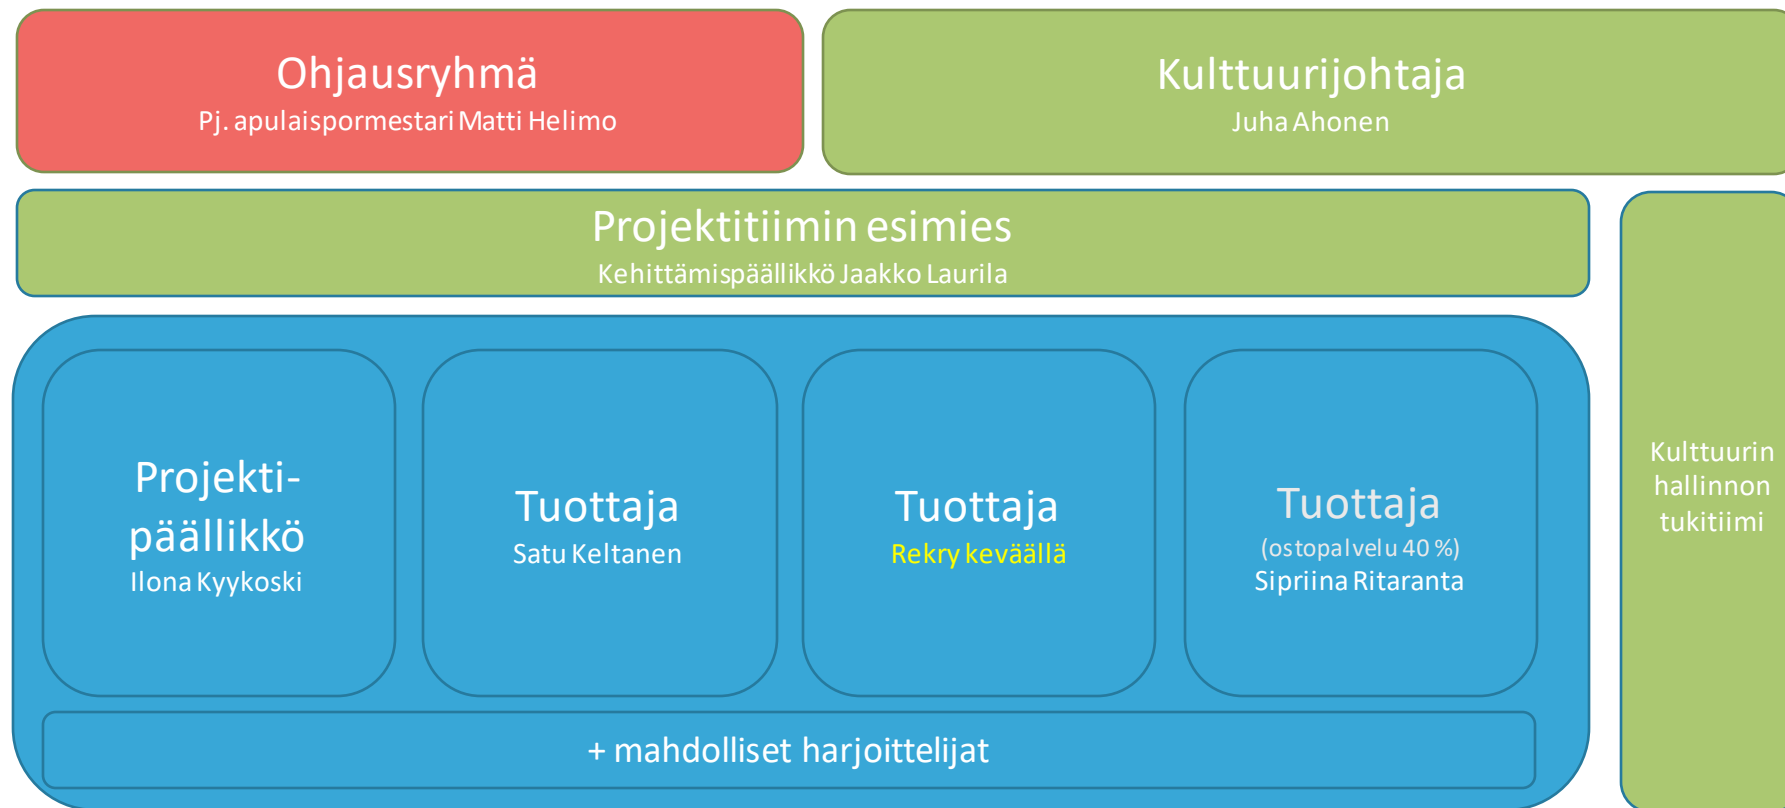 Ohjausryhmä
Pj. apulaispormestari Matti Helimo
Kulttuurijohtaja
Juha Ahonen
Projektitiimin esimies
Kehittämispäällikkö Jaakko Laurila
Projekti-
päällikkö
Ilona Kyykoski
Tuottaja
Satu Keltanen
Tuottaja
Rekry keväällä
Tuottaja
(ostopalvelu 40 %)
Sipriina Ritaranta
+ mahdolliset harjoittelijat
Kulttuurin
hallinnon
tukitiimi